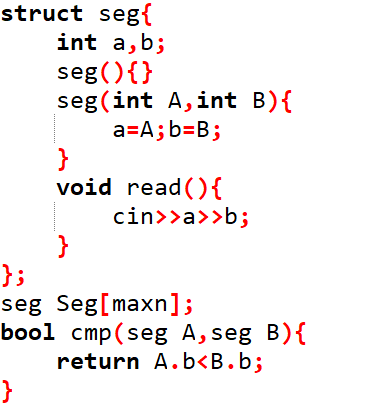 struct seg{
    int a,b;
    seg(){}
    seg(int A,int B){
        a=A;b=B;
    }
    void read(){
        cin>>a>>b;
    }
};
seg Seg[maxn];
bool cmp(seg A,seg B){
    return A.b<B.b;
}